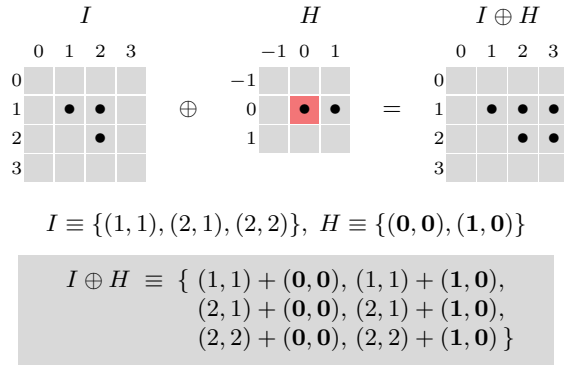 I H I ⊕ H
0 1 2 3 −1 0 1 0 1 2 3
0 −1 0
1 ⊕ 0 = 1
2 1 2
3 3
I ≡ {(1, 1), (2, 1), (2, 2)}, H ≡ {(0, 0), (1, 0)}
I ⊕ H ≡ { (1, 1) + (0, 0), (1, 1) + (1, 0),
(2, 1) + (0, 0), (2, 1) + (1, 0),
(2, 2) + (0, 0), (2, 2) + (1, 0) }